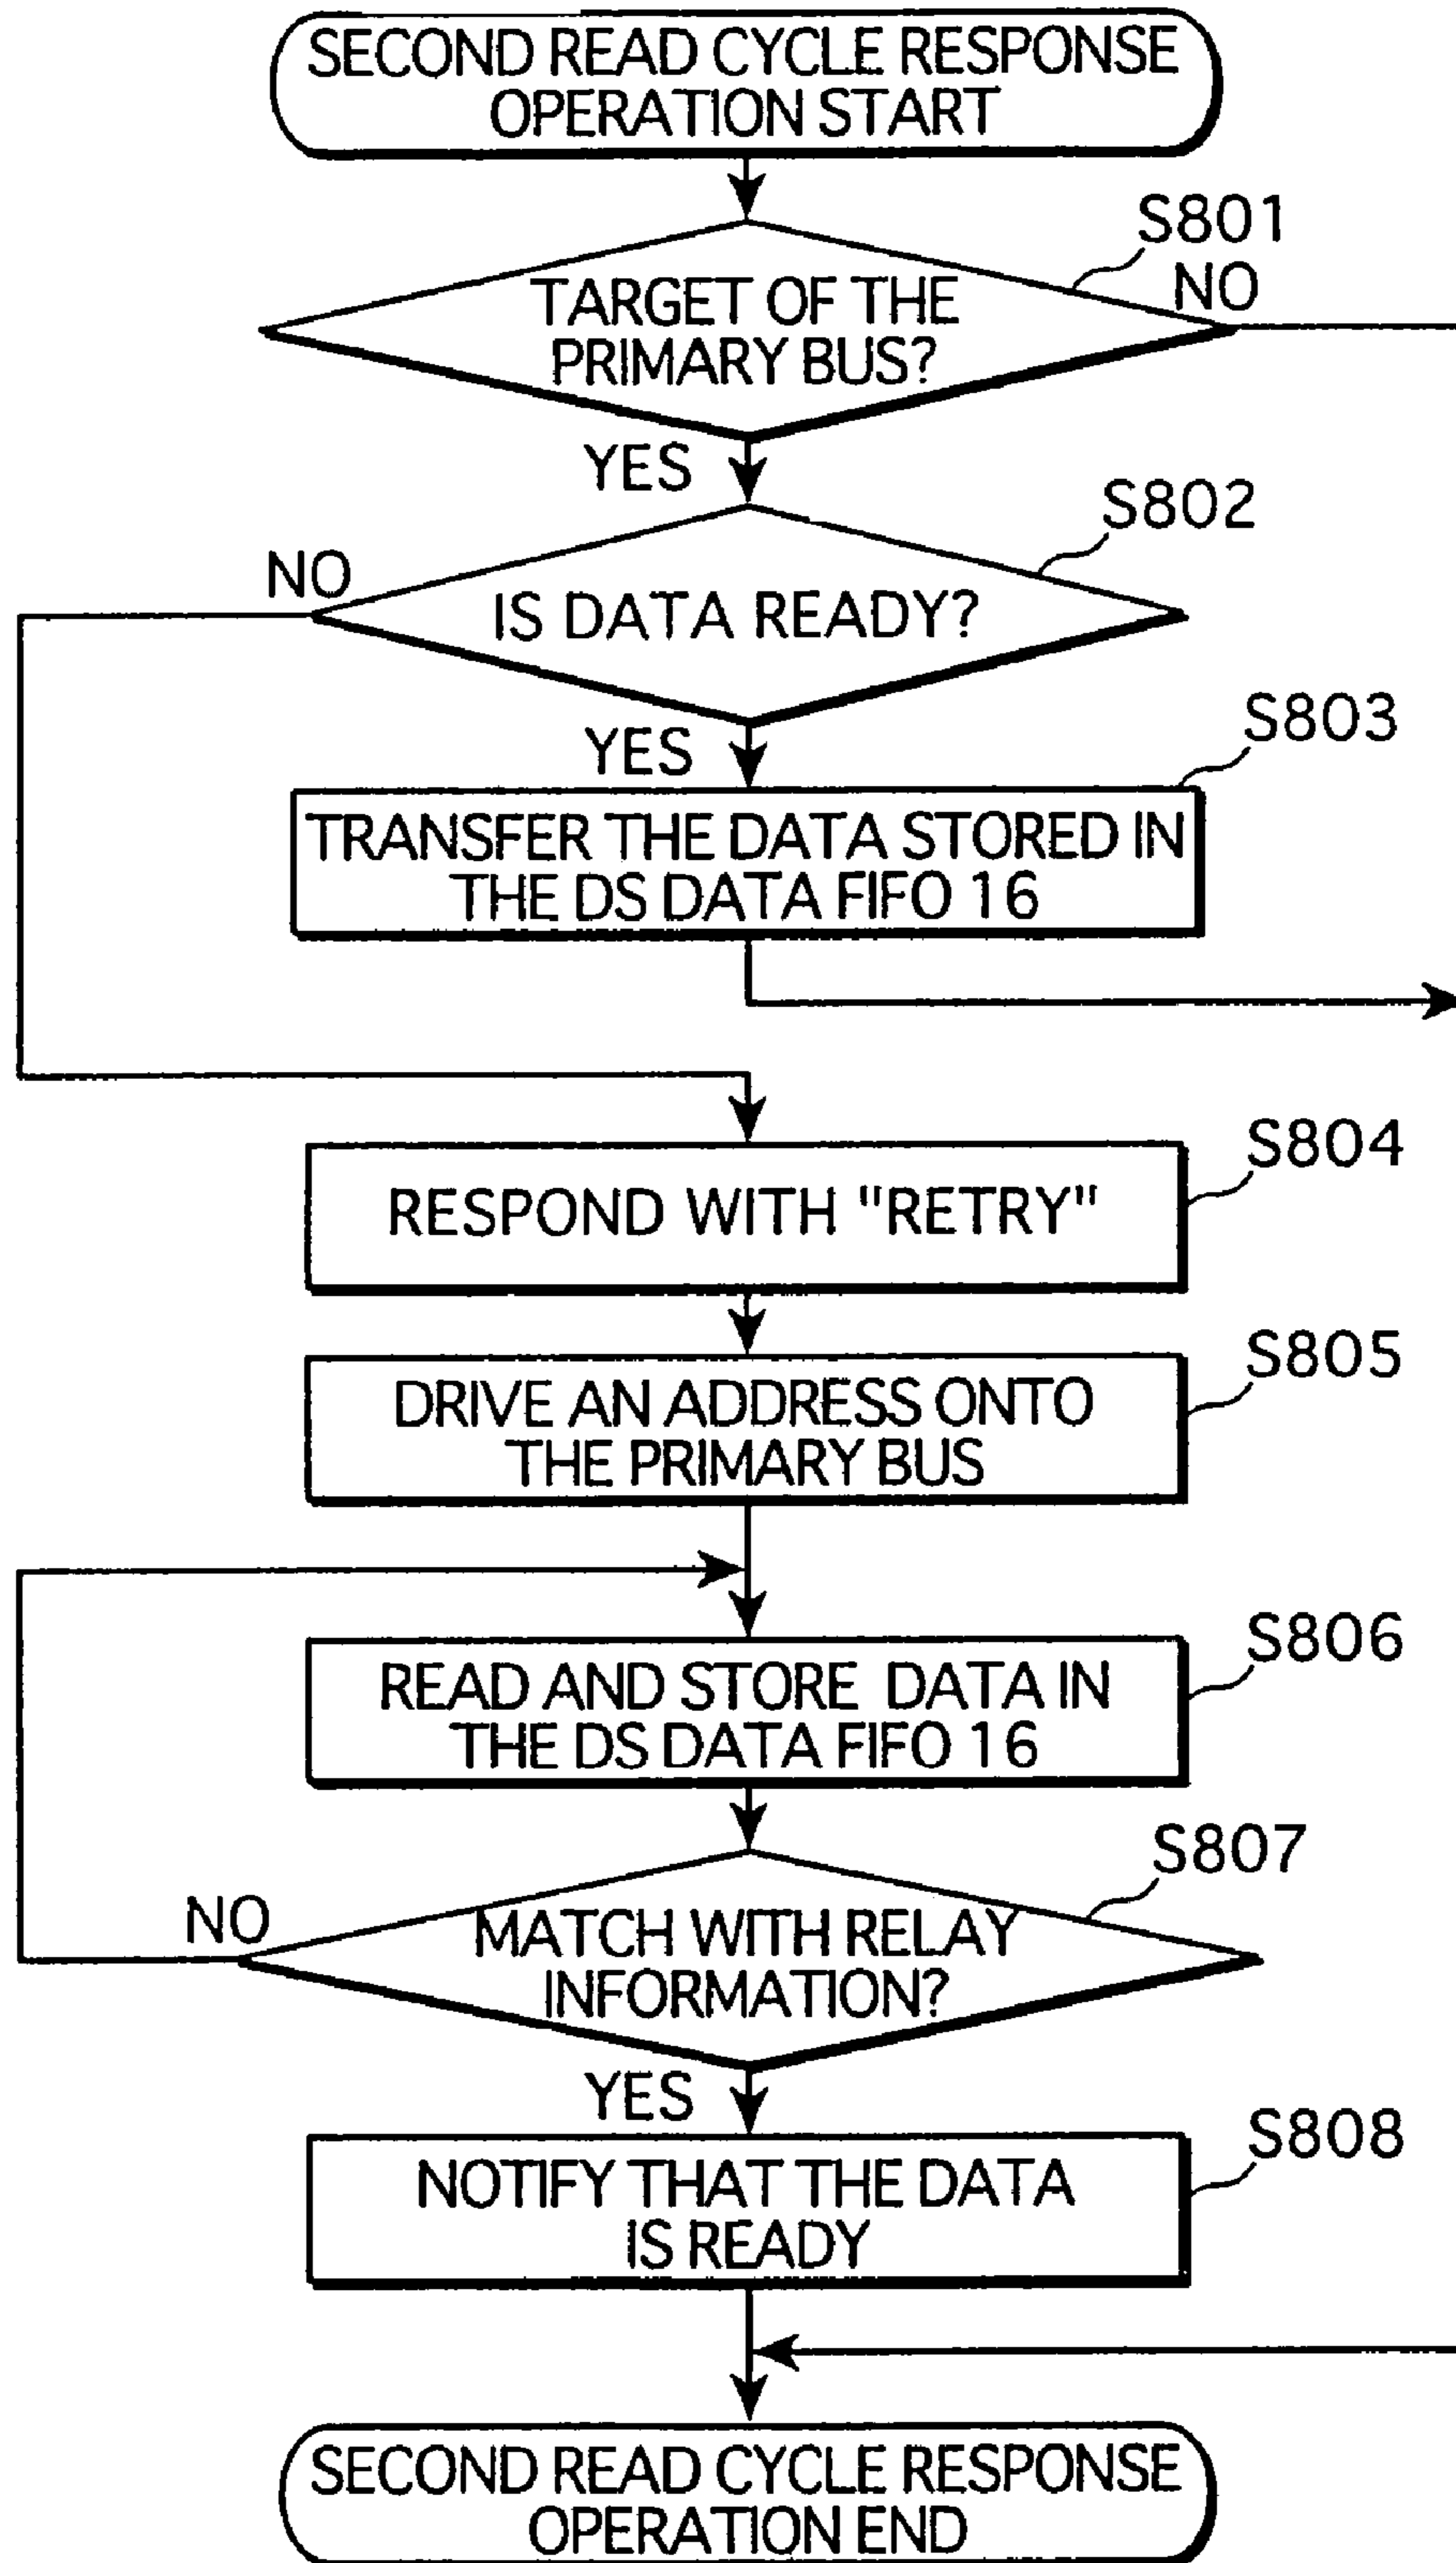 SECOND READ CYCLE RESPONSE
OPERATION START
S801
NO
TARGET OF THE
PRIMARY BUS?
YES
S802
NO
IS DATA READY?
S803
YES
TRANSFER THE DATA STORED IN
THE DS DATA FIFO 16
S804
RESPOND WITH "RETRY"
S805
DRIVE AN ADDRESS ONTO
THE PRIMARY BUS
S806
READ AND STORE DATA IN
THE DS DATA FIFO 16
S807
NO
MATCH WITH RELAY
INFORMATION?
YES
S808
NOTIFY THAT THE DATA
IS READY
SECOND READ CYCLE RESPONSE
OPERATION END